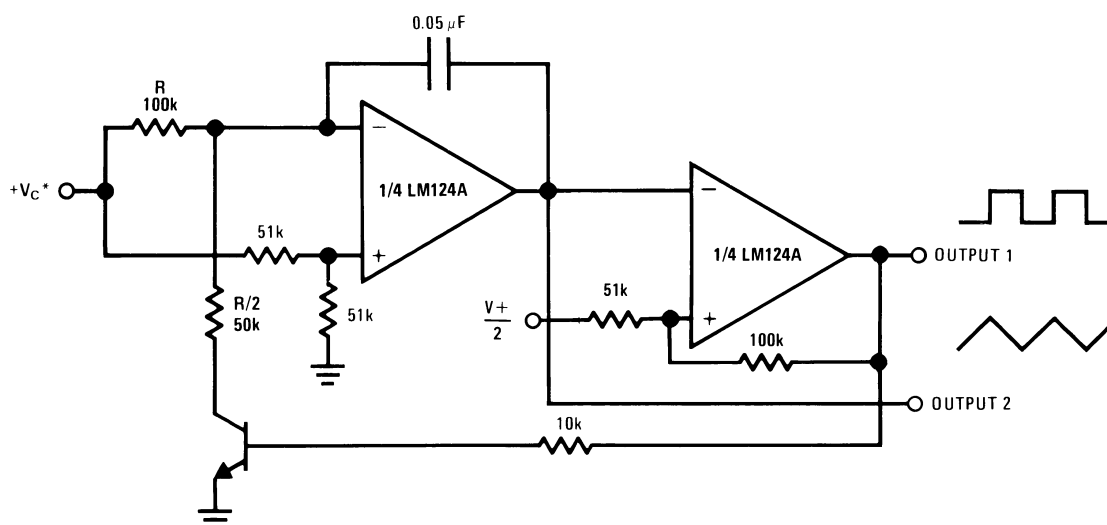 0.05 μF
R
100k
+VC*
1/4 LM124A
51k
R/2
50k
51k
1/4 LM124A
OUTPUT 1
V+
2
51k
100k
OUTPUT 2
10k